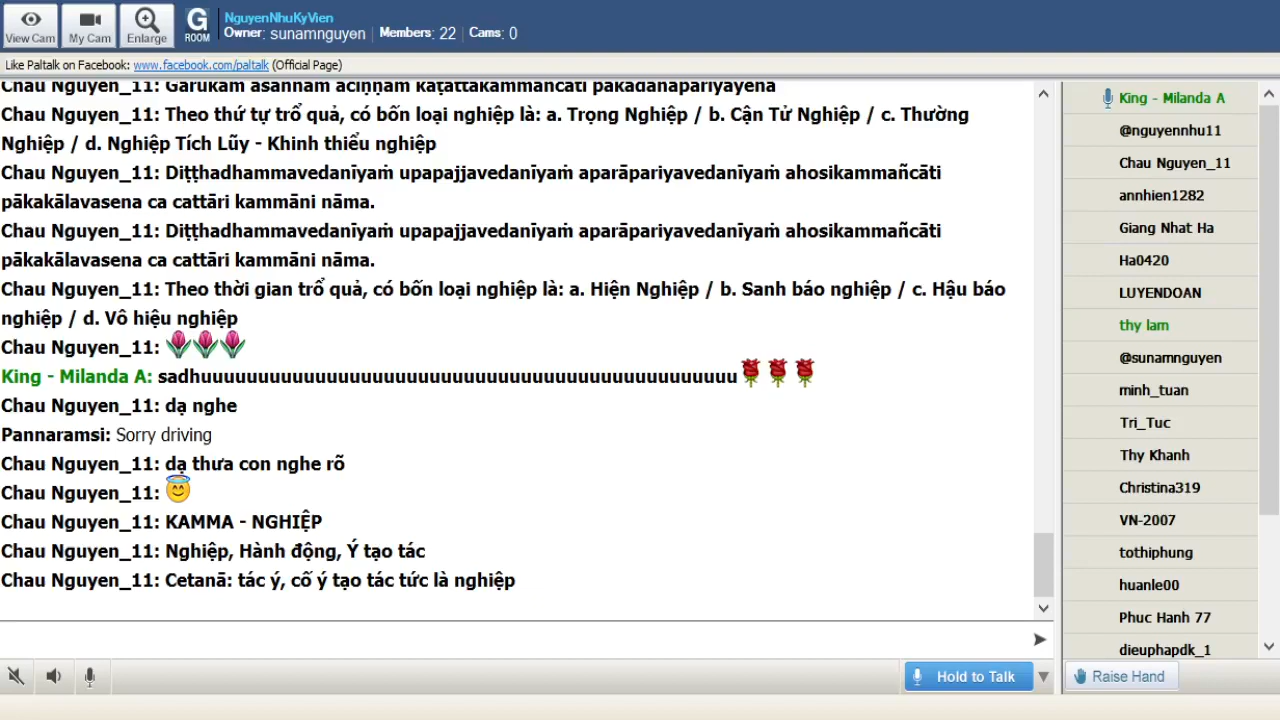 View Cam
My Cam
Enlarge
G
ROOM
NguyenNhuKyVien
Owner: sunamnguyen
Members: 22
Cams: 0
Like Paltalk on Facebook: www.facebook.com/paltalk (Official Page)
Chau Nguyen_11: Garukaṁ āsannaṁ āciṇṇaṁ kaṭattākammañcāti pākadānapariyāyena
Chau Nguyen_11: Theo thứ tự trổ quả, có bốn loại nghiệp là: a. Trọng Nghiệp / b. Cận Tử Nghiệp / c. Thường
Nghiệp / d. Nghiệp Tích Lũy - Khinh thiểu nghiệp
Chau Nguyen_11: Diṭṭhadhammavedanīyaṁ upapajjavedanīyaṁ aparāpariyavedanīyaṁ ahosikammañcāti
pākakālavasena ca cattāri kammāni nāma.
Chau Nguyen_11: Diṭṭhadhammavedanīyaṁ upapajjavedanīyaṁ aparāpariyavedanīyaṁ ahosikammañcāti
pākakālavasena ca cattāri kammāni nāma.
Chau Nguyen_11: Theo thời gian trổ quả, có bốn loại nghiệp là: a. Hiện Nghiệp / b. Sanh báo nghiệp / c. Hậu báo
nghiệp / d. Vô hiệu nghiệp
Chau Nguyen_11:
King - Milanda A: sadhuuuuuuuuuuuuuuuuuuuuuuuuuuuuuuuuuuuuuuuuuuuuuuu
Chau Nguyen_11: dạ nghe
Pannaramsi: Sorry driving
Chau Nguyen_11: dạ thưa con nghe rõ
Chau Nguyen_11:
Chau Nguyen_11: KAMMA - NGHIỆP
Chau Nguyen_11: Nghiệp, Hành động, Ý tạo tác
Chau Nguyen_11: Cetanā: tác ý, cố ý tạo tác tức là nghiệp
Hold to Talk
King - Milanda A
@nguyennhu11
Chau Nguyen_11
annhien1282
Giang Nhat Ha
Ha0420
LUYENDOAN
thy lam
@sunamnguyen
minh_tuan
Tri_Tuc
Thy Khanh
Christina319
VN-2007
tothiphung
huanle00
Phuc Hanh 77
dieuphapdk_1
Raise Hand